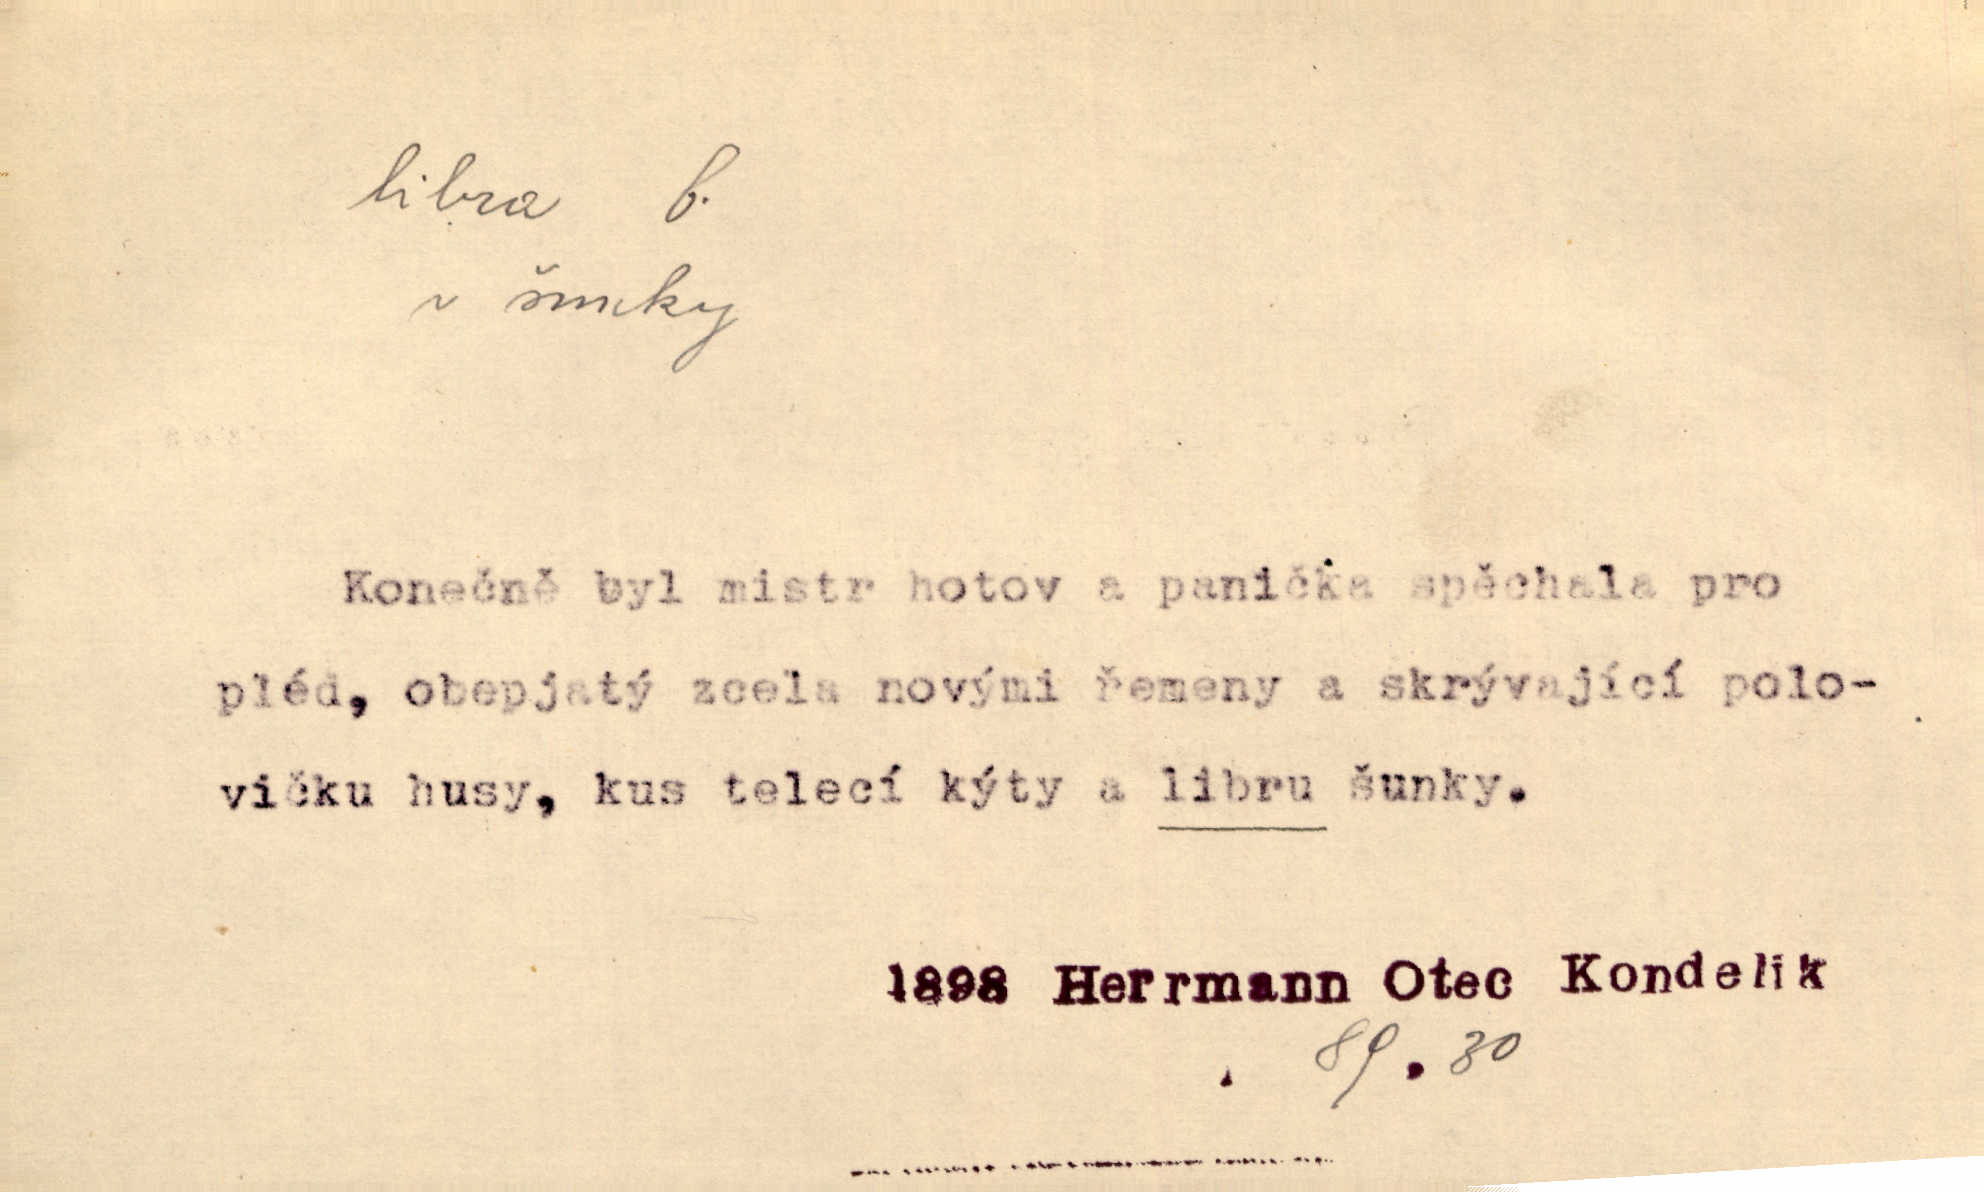 libra f.
v šunky
Konečně byl mistr hotov a panička spěchala pro
pléd, obepjatý zcela novými řemeny a skrývající polo-
vičku husy, kus telecí kýty a libru šunky.
1898 Herrmann Otec Kondelik
89. 30